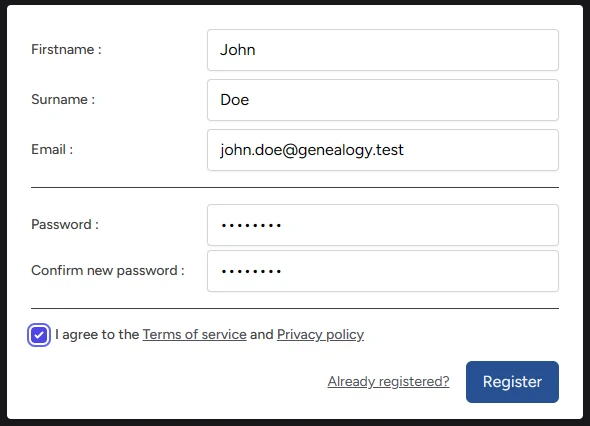 Firstname : John
Surname : Doe
Email : john.doe@genealogy.test
Password : ••••••••
Confirm new password : ••••••••
I agree to the Terms of service and Privacy policy
Already registered? Register